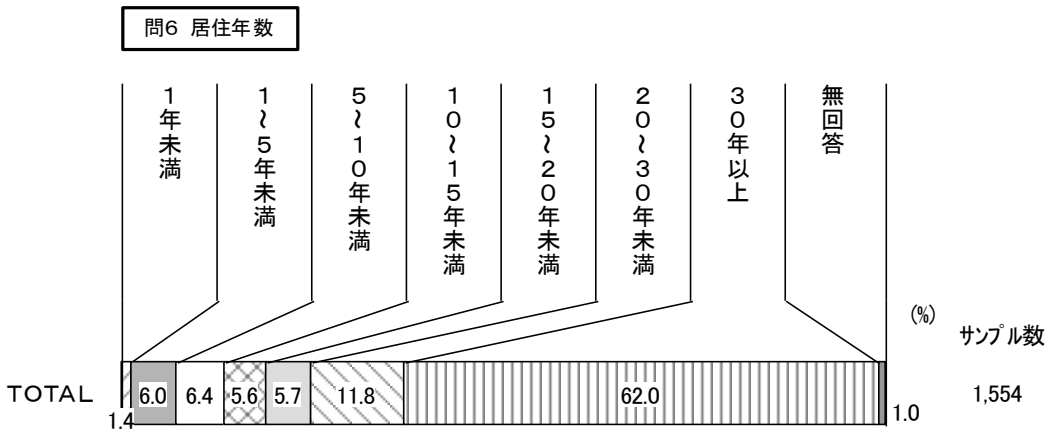 問6 居住年数
1年未満
1～5年未満
5～10年未満
10～15年未満
15～20年未満
20～30年未満
30年以上
無回答
(%)
サンプル数
TOTAL
1.4
6.0
6.4
5.6
5.7
11.8
62.0
1.0
1,554